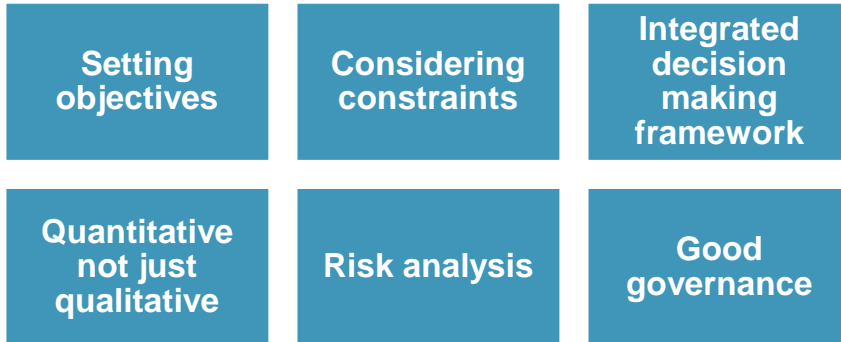 Setting
objectives
Considering
constraints
Integrated
decision
making
framework
Quantitative
not just
qualitative
Risk analysis
Good
governance